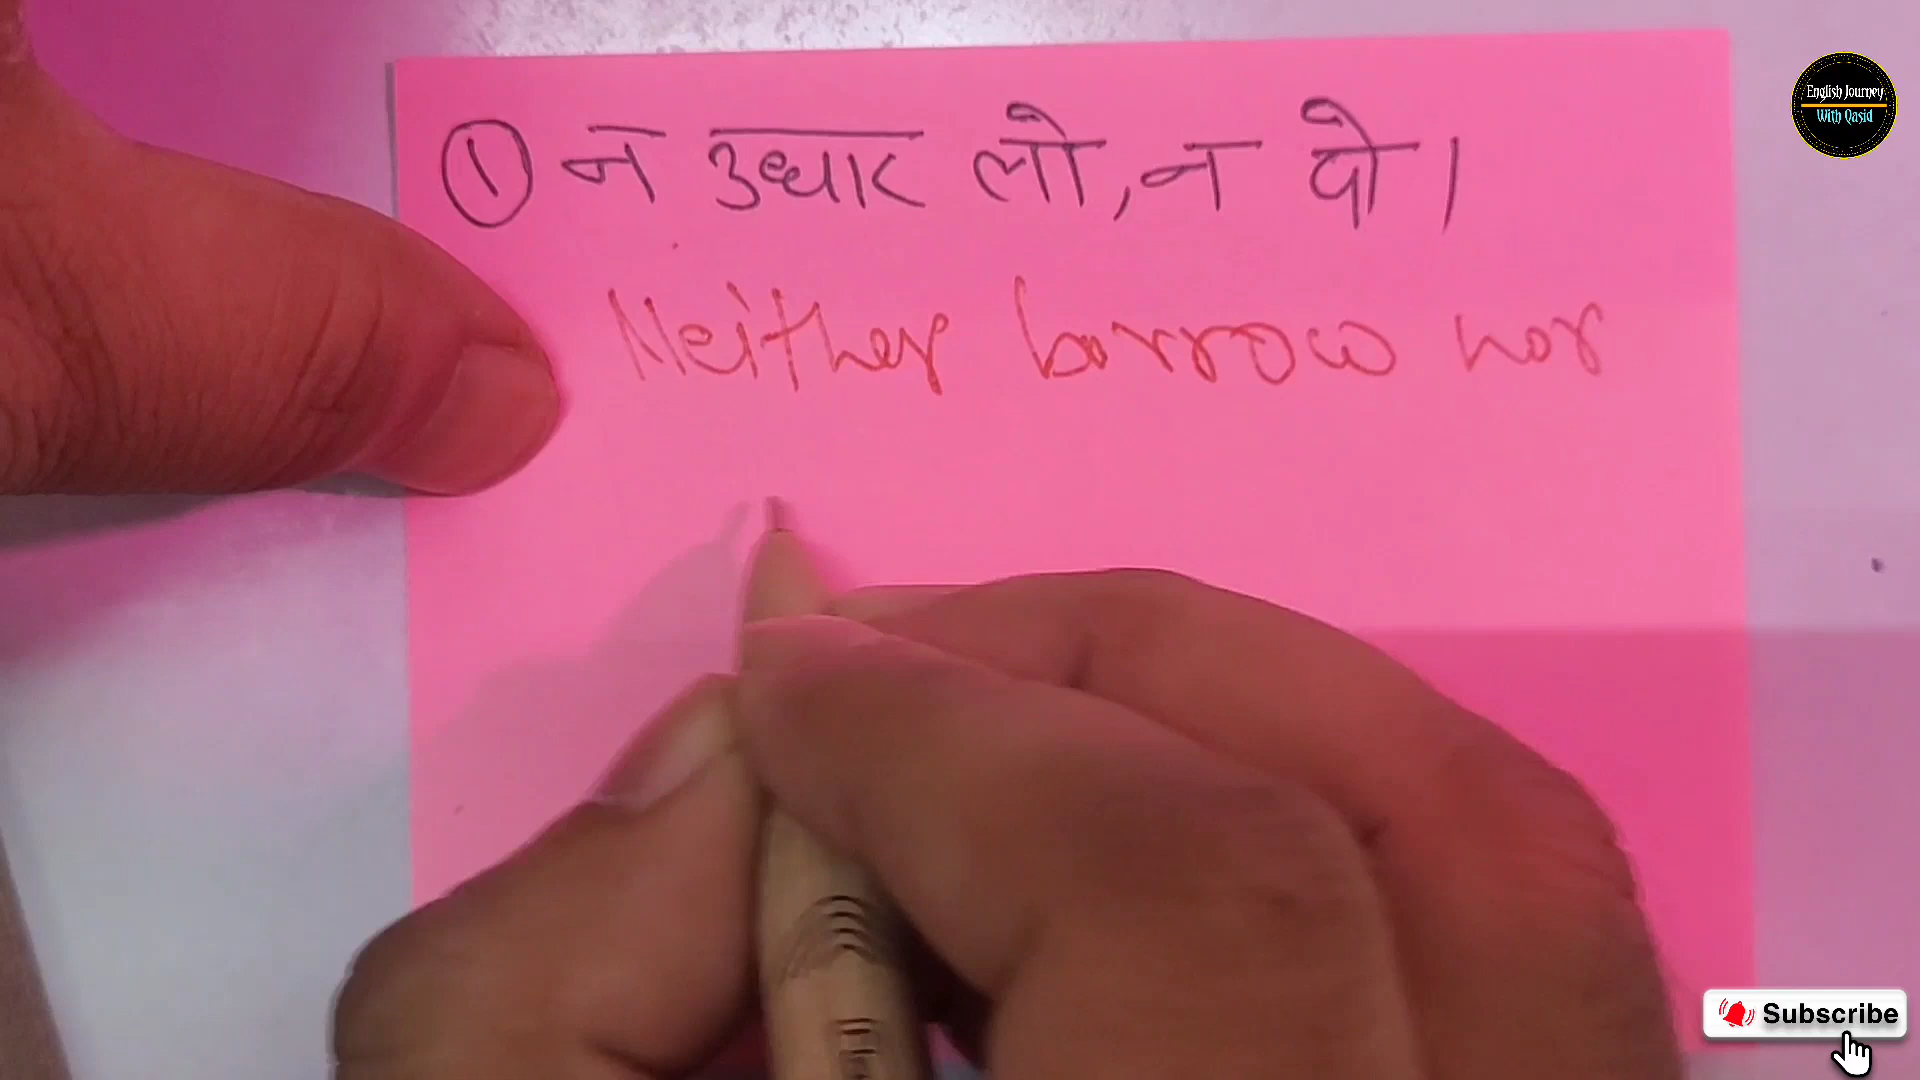 ① न उधार लो, न दो।
Neither borrow nor
English Journey
With Qasid
Subscribe